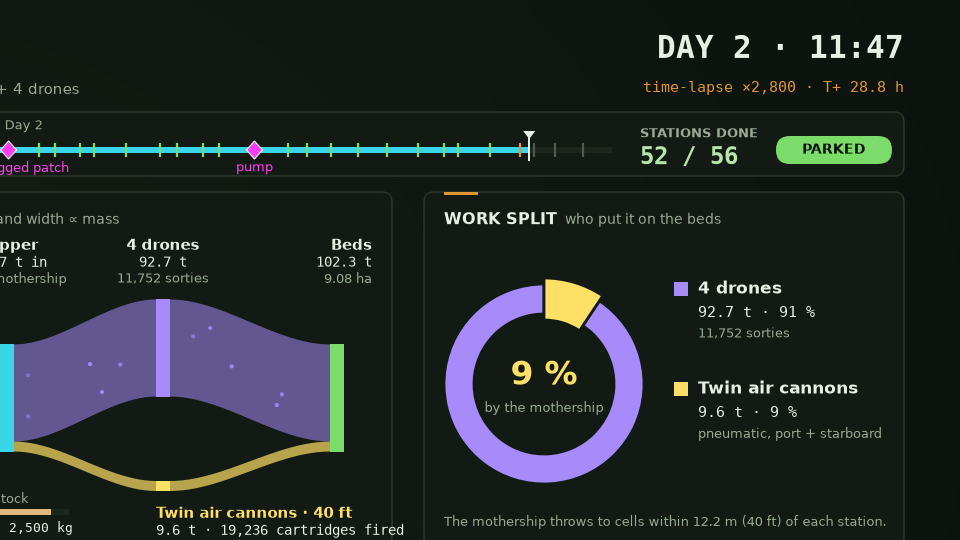 DAY 2 · 11:47
+ 4 drones
time-lapse ×2,800 · T+ 28.8 h
Day 2
STATIONS DONE
52 / 56
PARKED
gged patch
pump
and width ∝ mass
WORK SPLIT who put it on the beds
pper
4 drones
Beds
7 t in
92.7 t
102.3 t
mothership
11,752 sorties
9.08 ha
4 drones
92.7 t · 91 %
11,752 sorties
9 %
by the mothership
Twin air cannons
9.6 t · 9 %
pneumatic, port + starboard
tock
2,500 kg
Twin air cannons · 40 ft
9.6 t · 19,236 cartridges fired
The mothership throws to cells within 12.2 m (40 ft) of each station.